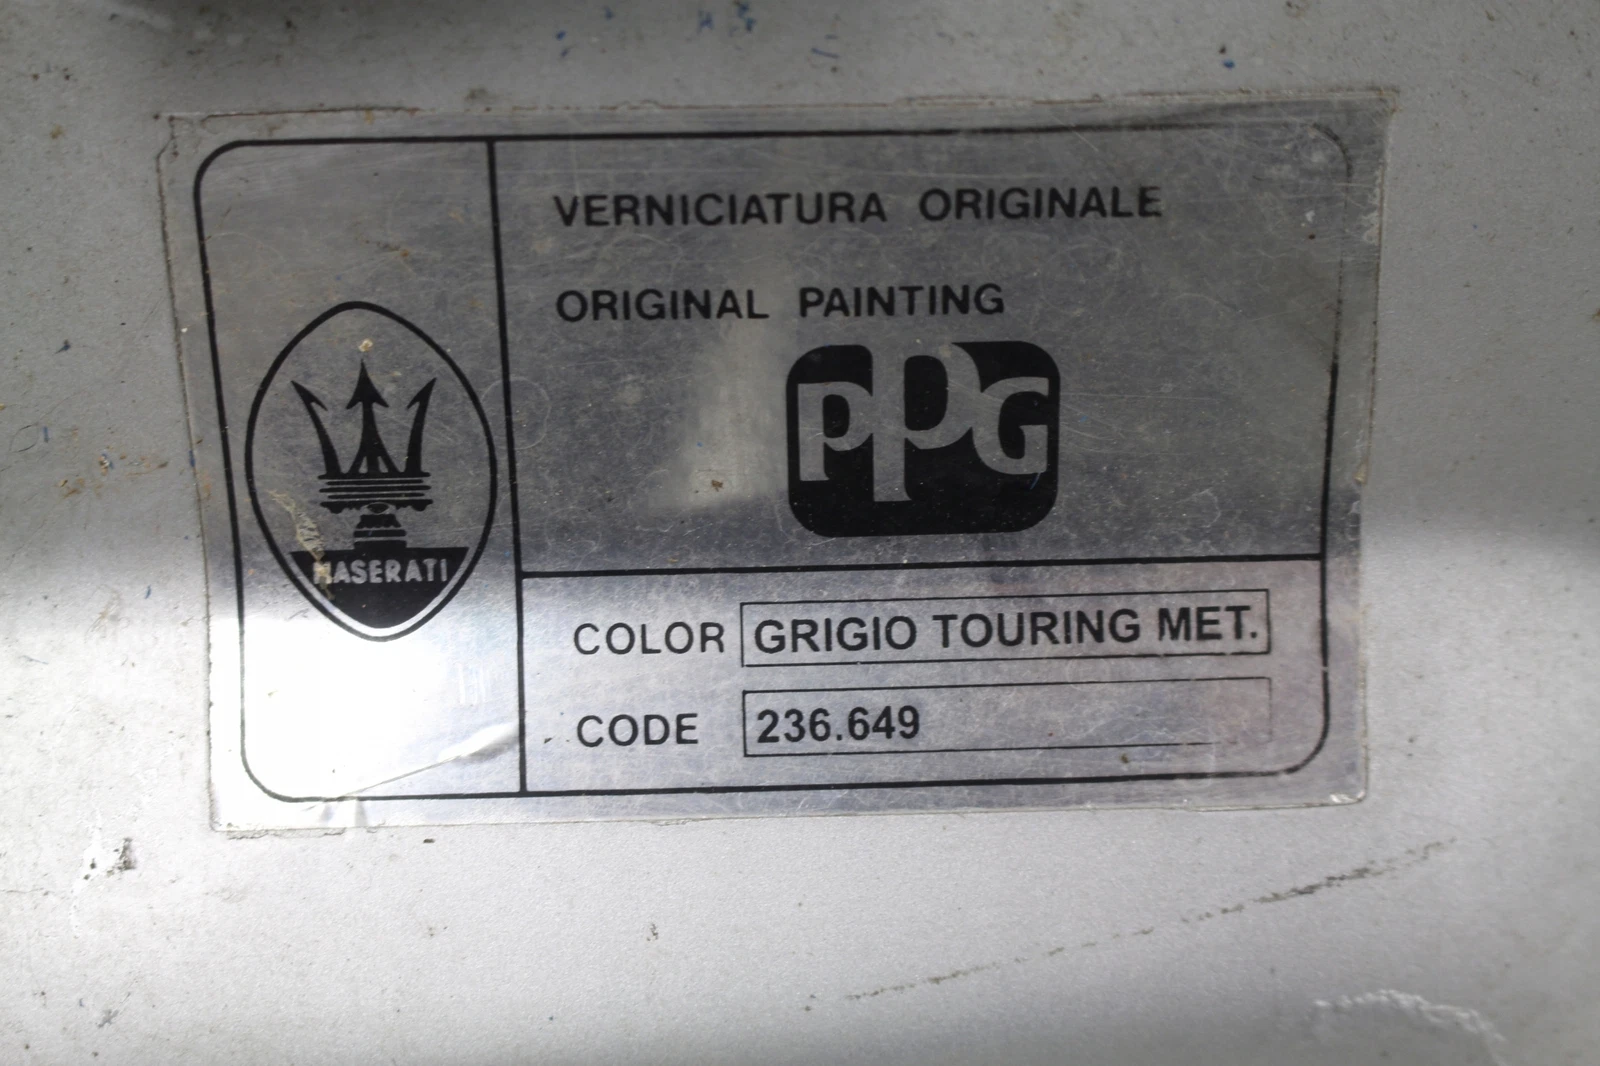 VERNICIATURA ORIGINALE
ORIGINAL PAINTING
PPG
MASERATI
COLOR GRIGIO TOURING MET.
CODE 236.649